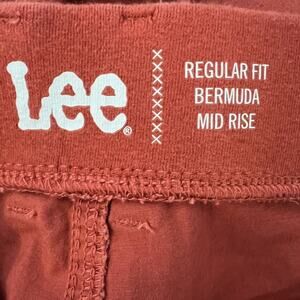 Lee®
REGULAR FIT
BERMUDA
MID RISE